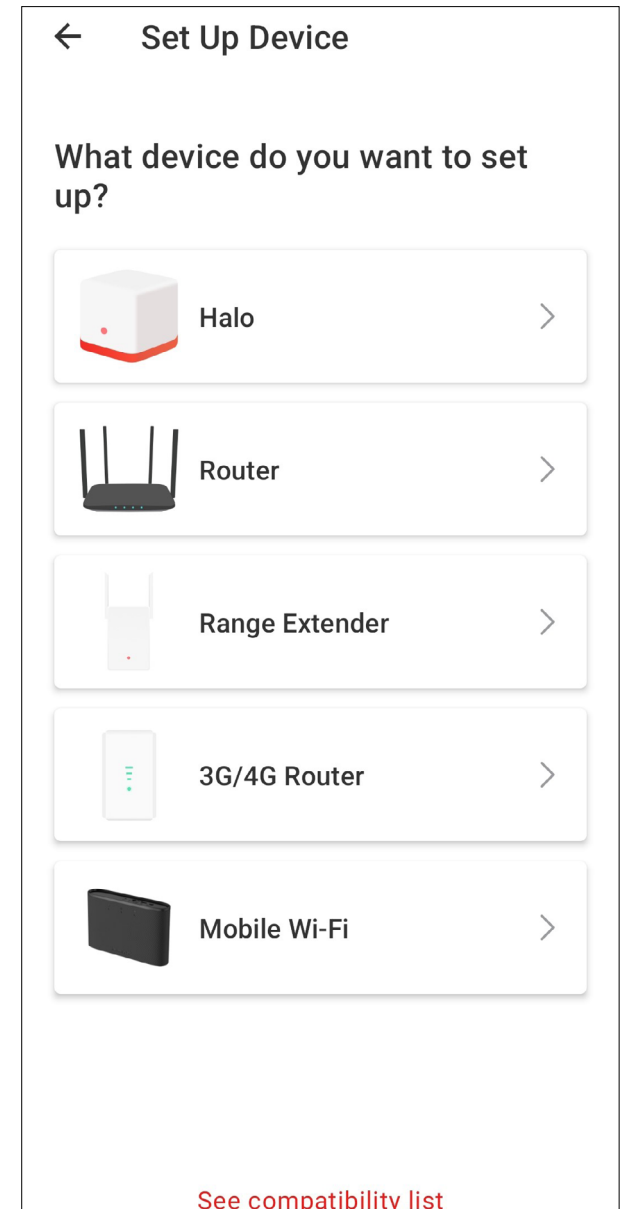 Set Up Device
What device do you want to set
up?
Halo
Router
Range Extender
3G/4G Router
Mobile Wi-Fi
See compatibility list